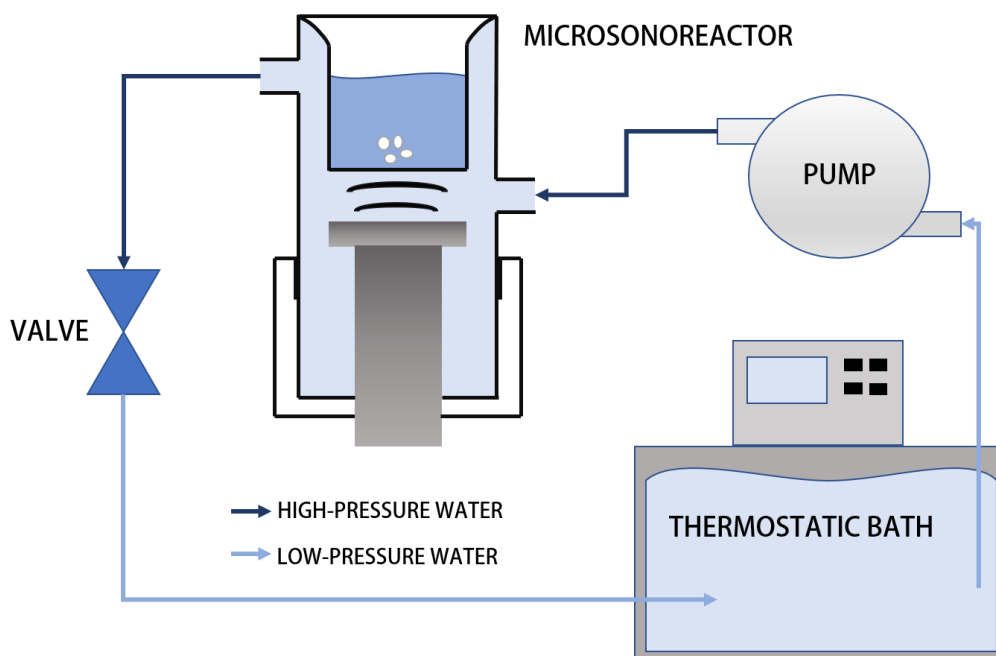 MICROSONOREACTOR
PUMP
VALVE
HIGH-PRESSURE WATER
LOW-PRESSURE WATER
THERMOSTATIC BATH